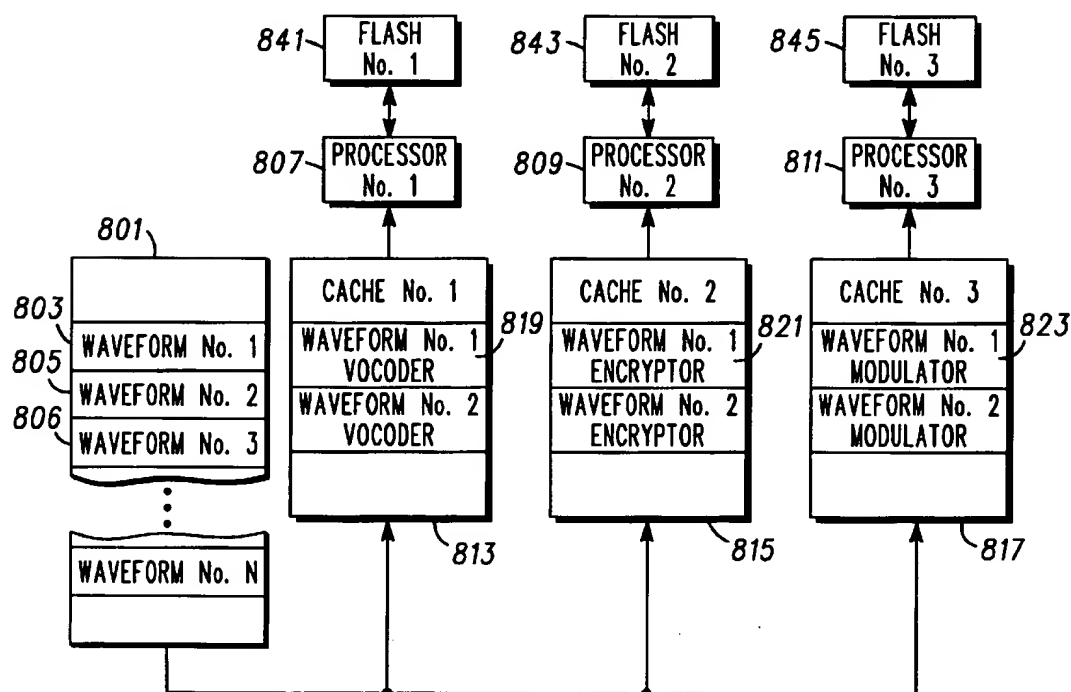 841
FLASH
No. 1
843
FLASH
No. 2
845
FLASH
No. 3
807
PROCESSOR
No. 1
809
PROCESSOR
No. 2
811
PROCESSOR
No. 3
801
803
WAVEFORM No. 1
805
WAVEFORM No. 2
806
WAVEFORM No. 3
WAVEFORM No. N
CACHE No. 1
WAVEFORM No. 1
VOCODER
819
WAVEFORM No. 2
VOCODER
813
CACHE No. 2
WAVEFORM No. 1
ENCRYPTOR
821
WAVEFORM No. 2
ENCRYPTOR
815
CACHE No. 3
WAVEFORM No. 1
MODULATOR
823
WAVEFORM No. 2
MODULATOR
817